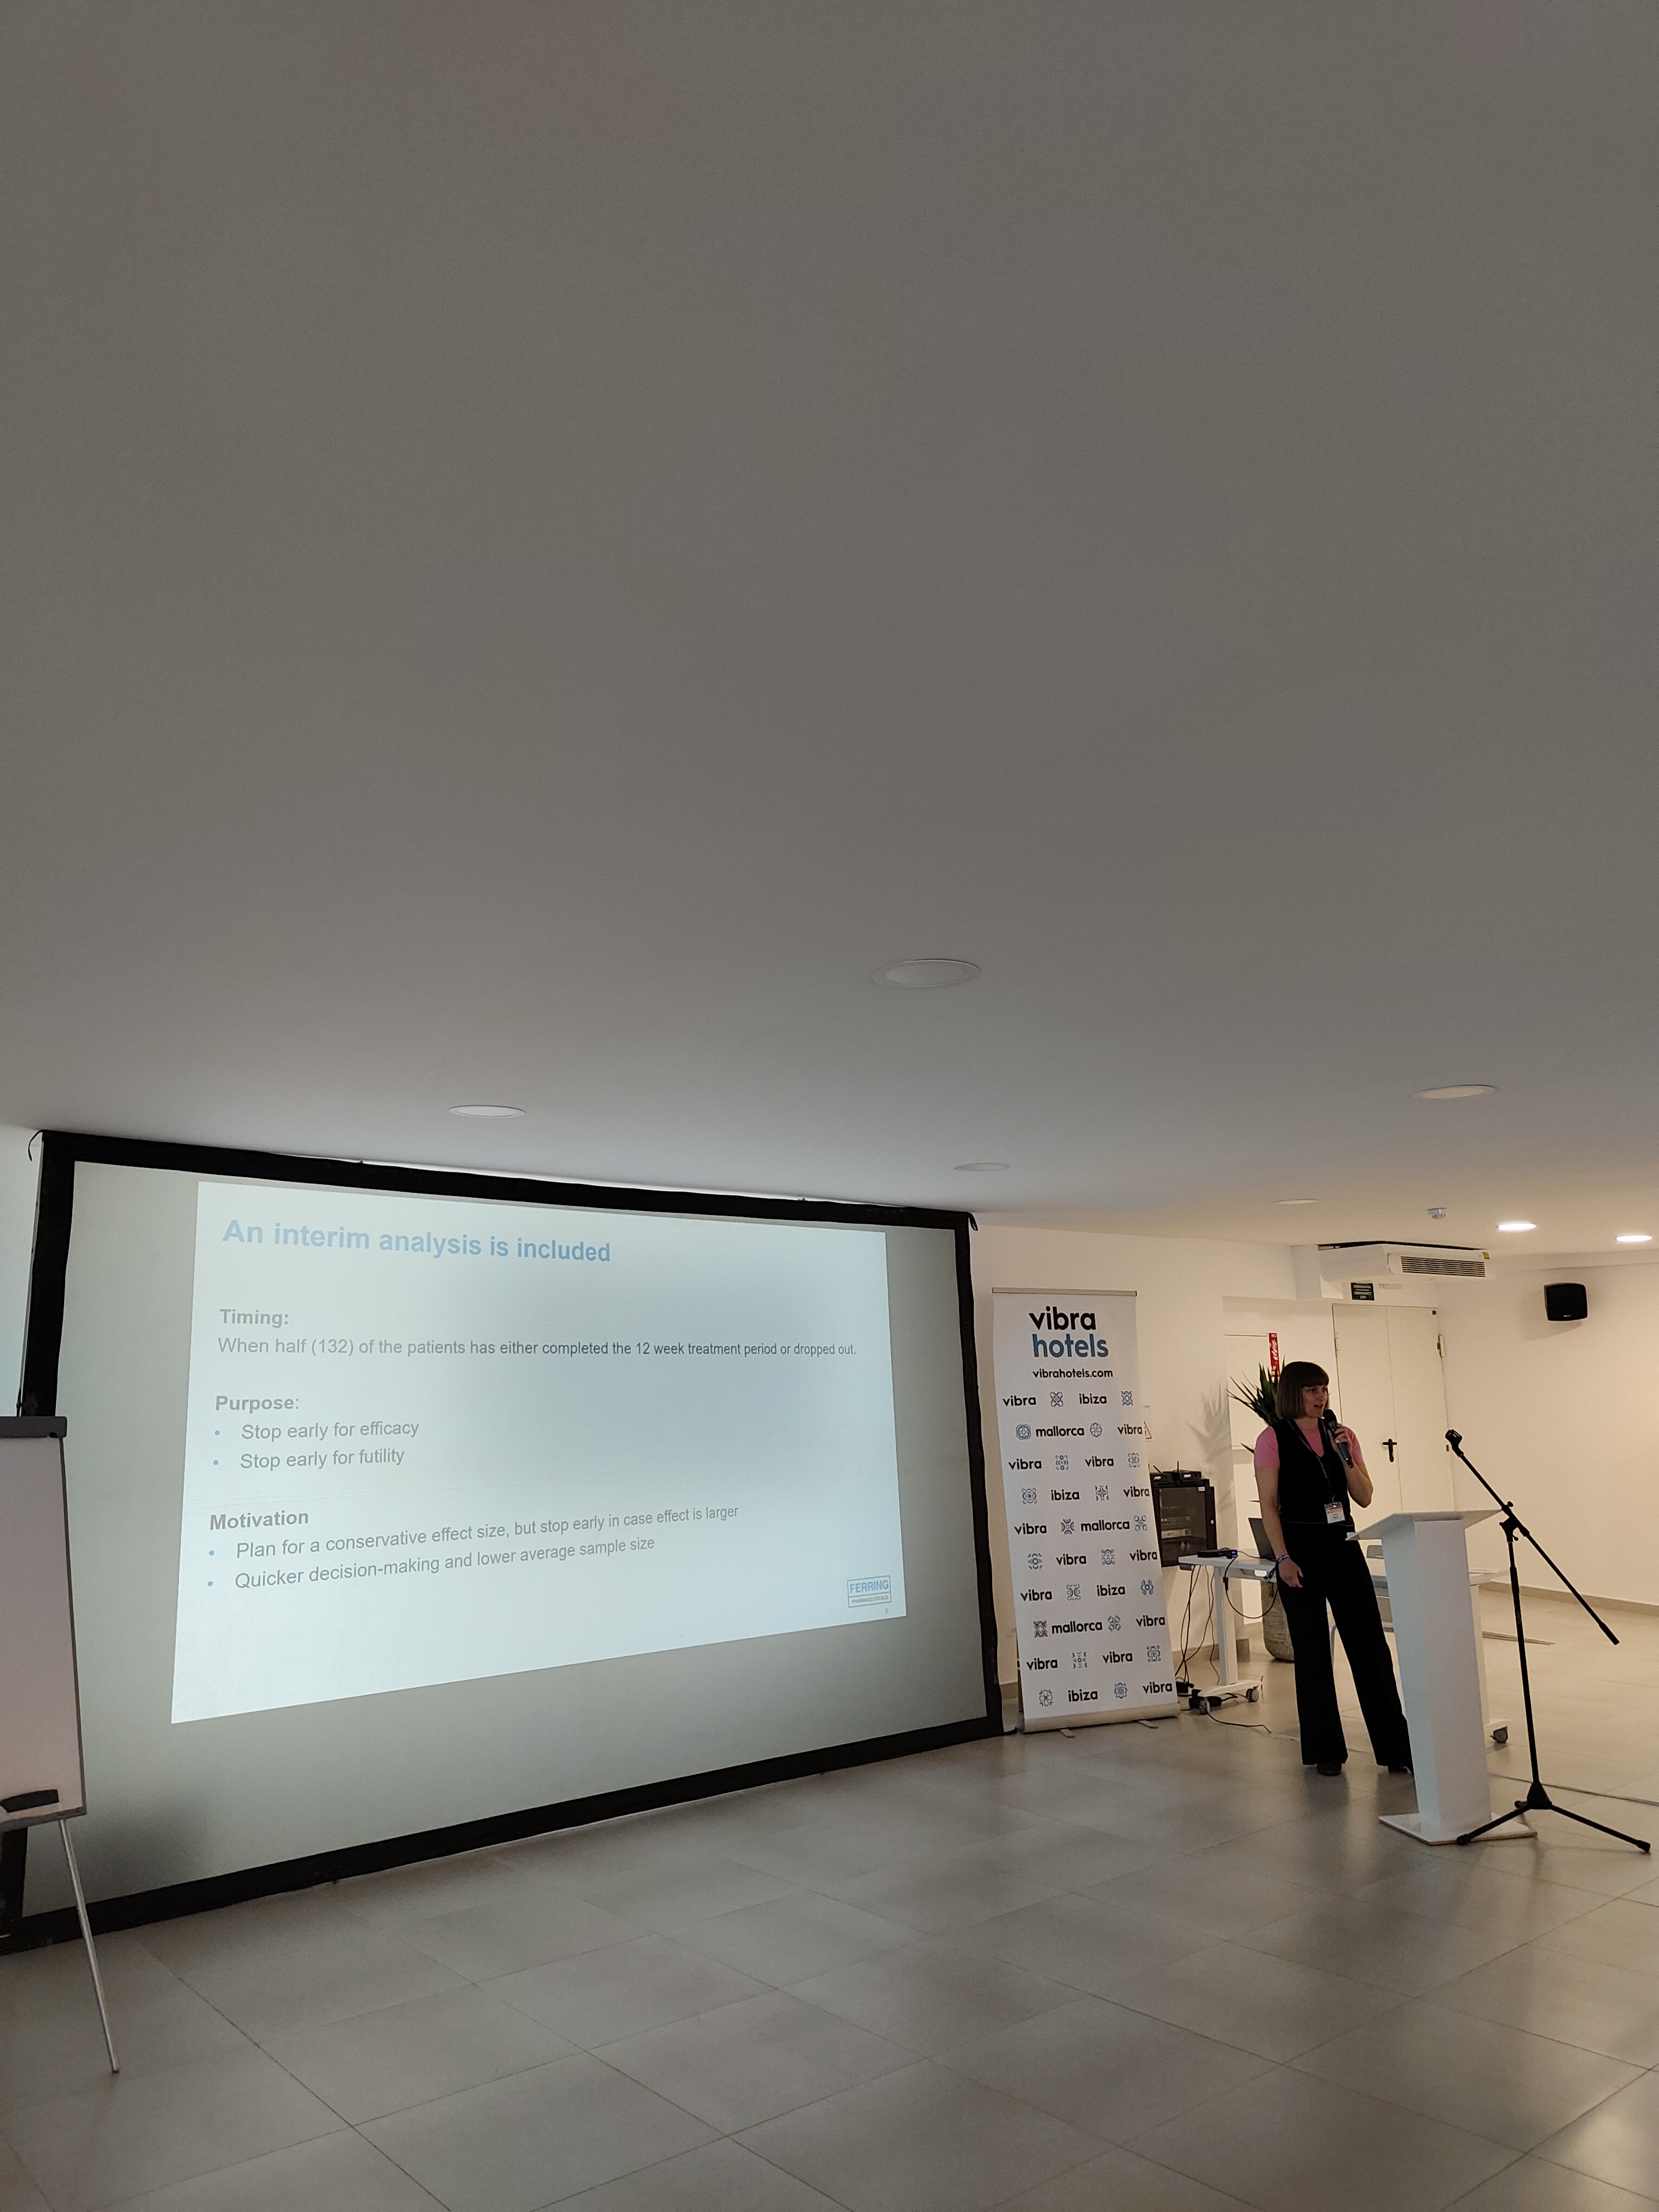 An interim analysis is included
Timing:
When half (132) of the patients has either completed the 12 week treatment period or dropped out.
Purpose:
• Stop early for efficacy
• Stop early for futility
Motivation
• Plan for a conservative effect size, but stop early in case effect is larger
• Quicker decision-making and lower average sample size
FERRING
PHARMACEUTICALS
3
vibra
hotels
vibrahotels.com
vibra ibiza
mallorca vibra
vibra vibra
ibiza vibra
vibra mallorca
vibra vibra
vibra ibiza
mallorca vibra
vibra vibra
ibiza vibra